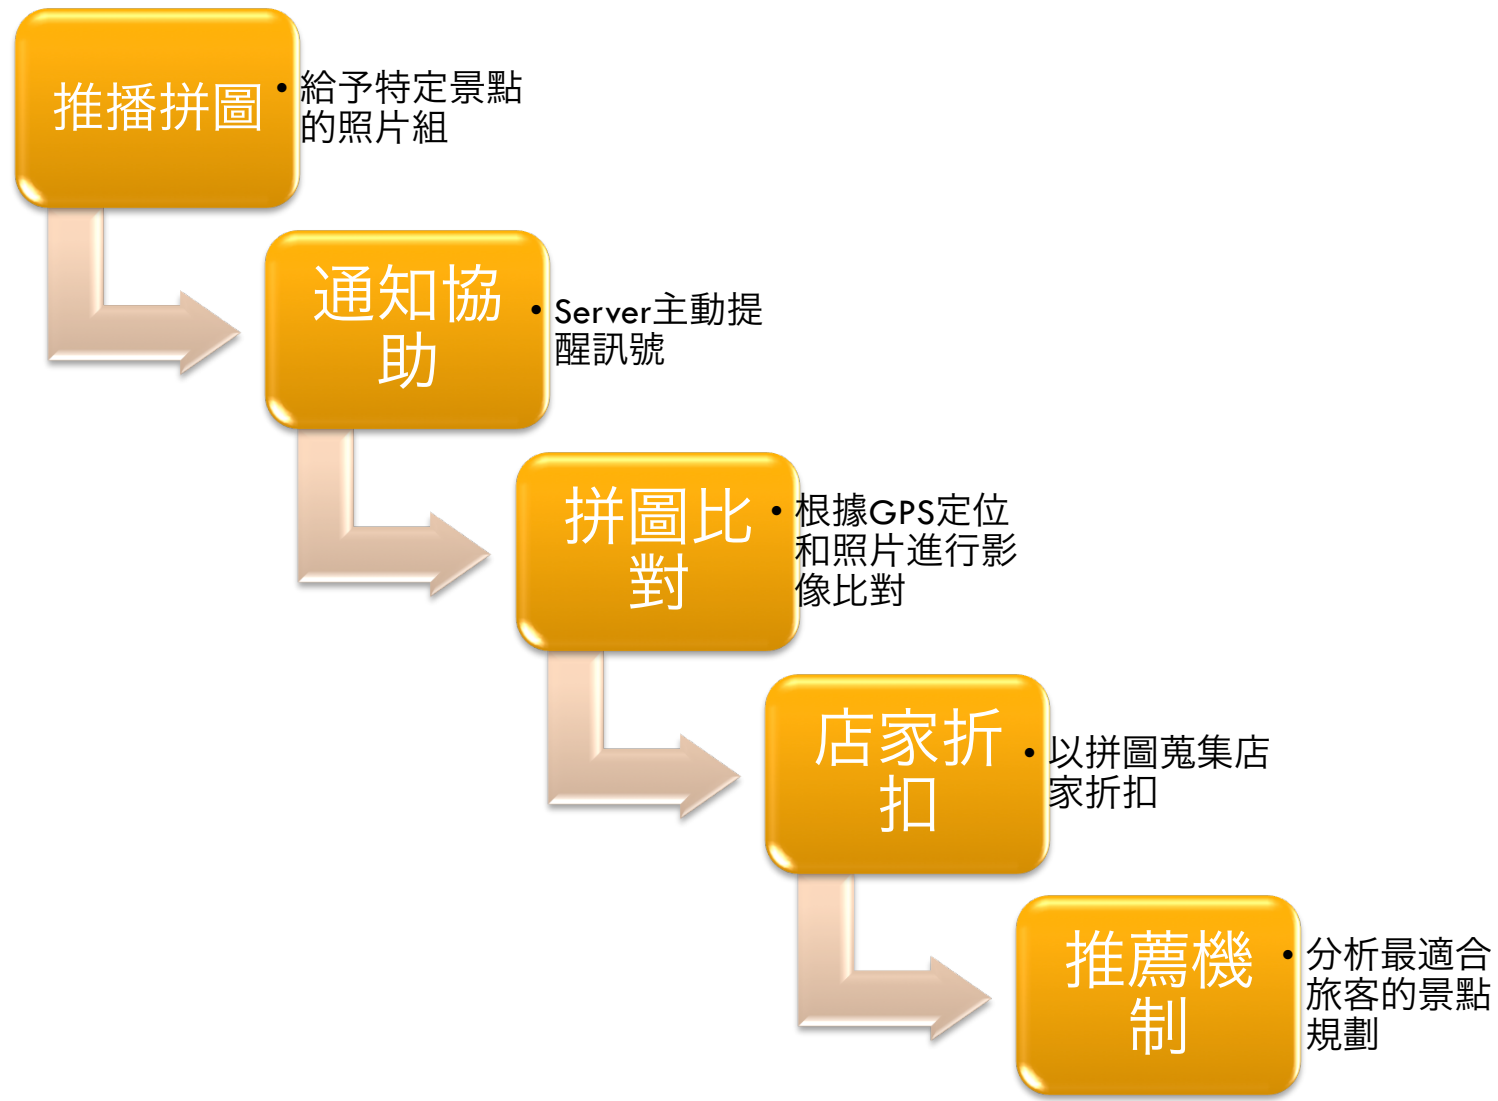 推播拼圖
• 給予特定景點
的照片組
通知協
助
• Server主動提
醒訊號
拼圖比
對
• 根據GPS定位
和照片進行影
像比對
店家折
扣
• 以拼圖蒐集店
家折扣
推薦機
制
• 分析最適合
旅客的景點
規劃